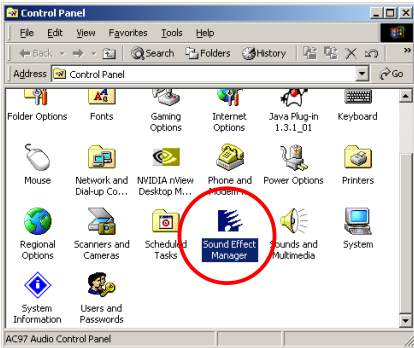 Control Panel
File Edit View Favorites Tools Help
Back Search Folders History »
Address Control Panel Go
Folder Options Fonts Gaming Options Internet Options Java Plug-in 1.3.1_01 Keyboard
Mouse Network and Dial-up Co... NVIDIA nView Desktop M... Phone and Modem Power Options Printers
Regional Options Scanners and Cameras Scheduled Tasks Sound Effect Manager Sounds and Multimedia System
System Information Users and Passwords
AC97 Audio Control Panel